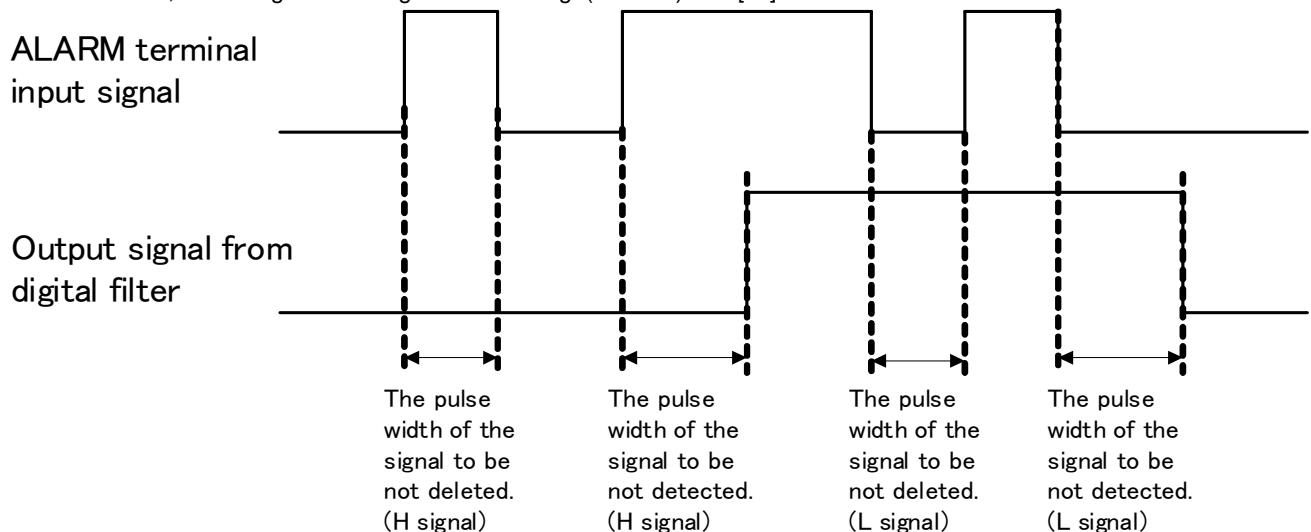 ALARM terminal
input signal
Output signal from
digital filter
The pulse
width of the
signal to be
not deleted.
(H signal)
The pulse
width of the
signal to be
not detected.
(H signal)
The pulse
width of the
signal to be
not deleted.
(L signal)
The pulse
width of the
signal to be
not detected.
(L signal)